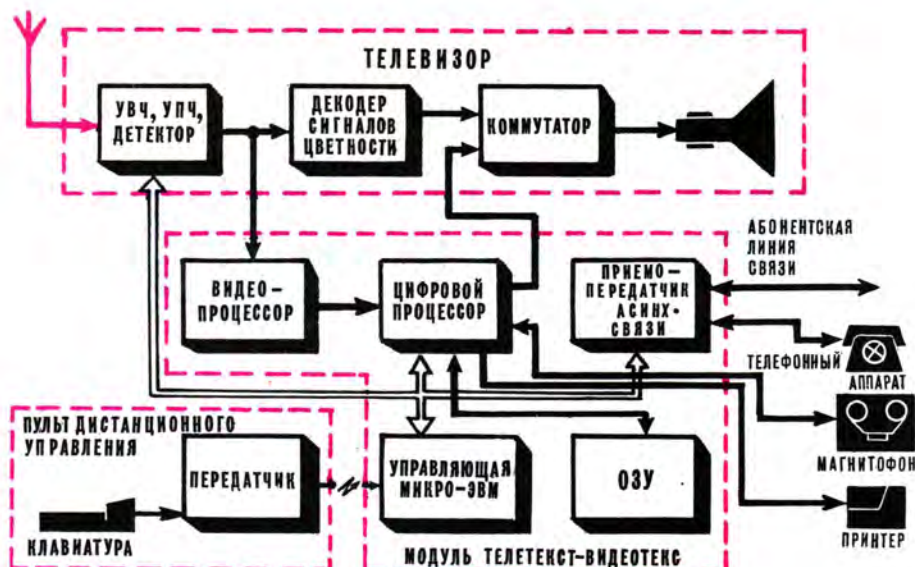 ТЕЛЕВИЗОР
УВЧ, УПЧ,
ДЕТЕКТОР
ДЕКОДЕР
СИГНАЛОВ
ЦВЕТНОСТИ
КОММУТАТОР
АБОНЕНТСКАЯ
ЛИНИЯ
СВЯЗИ
ВИДЕО-
ПРОЦЕССОР
ЦИФРОВОЙ
ПРОЦЕССОР
ПРИЕМО-
ПЕРЕДАТЧИК
АСИНХ-
СВЯЗИ
ТЕЛЕФОННЫЙ
АППАРАТ
МАГНИТОФОН
ПУЛЬТ ДИСТАНЦИОННОГО
УПРАВЛЕНИЯ
ПЕРЕДАТЧИК
КЛАВИАТУРА
УПРАВЛЯЮЩАЯ
МИКРО-ЭВМ
ОЗУ
ПРИНТЕР
МОДУЛЬ ТЕЛЕТЕКСТ-ВИДЕОТЕКС